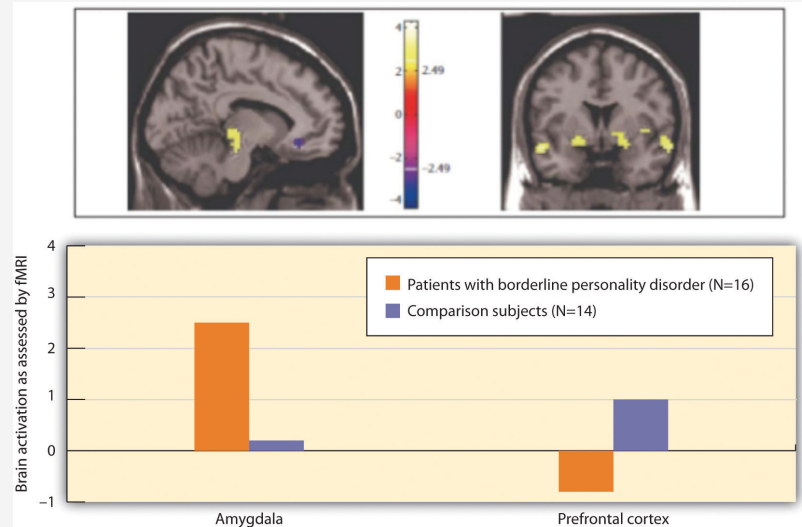 4
2
2.49
0
−2
−2.49
−4
Brain activation as assessed by fMRI
4
3
2
1
0
−1
Patients with borderline personality disorder (N=16)
Comparison subjects (N=14)
Amygdala
Prefrontal cortex